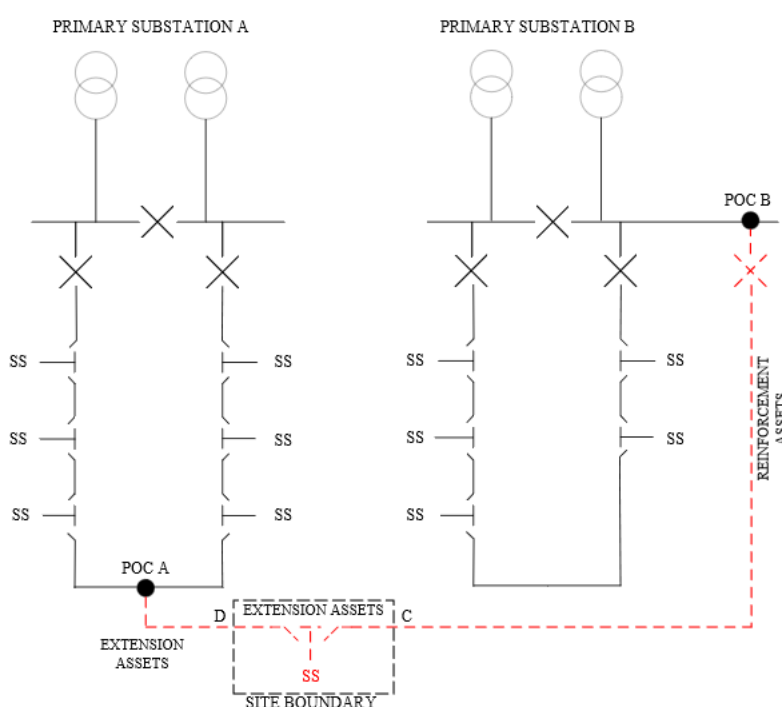 PRIMARY SUBSTATION A
PRIMARY SUBSTATION B
POC B
SS
SS
SS
SS
SS
SS
SS
SS
SS
SS
SS
REINFORCEMENT
ASSETS
POC A
D
EXTENSION ASSETS
C
EXTENSION
ASSETS
SS
SITE BOUNDARY